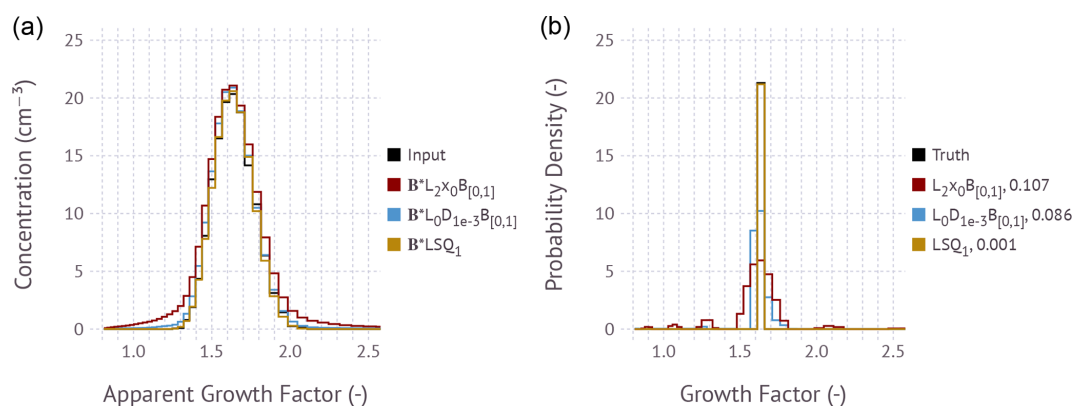 (a)
Concentration (cm⁻³)
25
20
15
10
5
0
1.0 1.5 2.0 2.5
Apparent Growth Factor (-)
Input
B*L₂x₀B[0,1]
B*L₀D1e-3B[0,1]
B*LSQ₁
(b)
Probability Density (-)
25
20
15
10
5
0
1.0 1.5 2.0 2.5
Growth Factor (-)
Truth
L₂x₀B[0,1], 0.107
L₀D1e-3B[0,1], 0.086
LSQ₁, 0.001